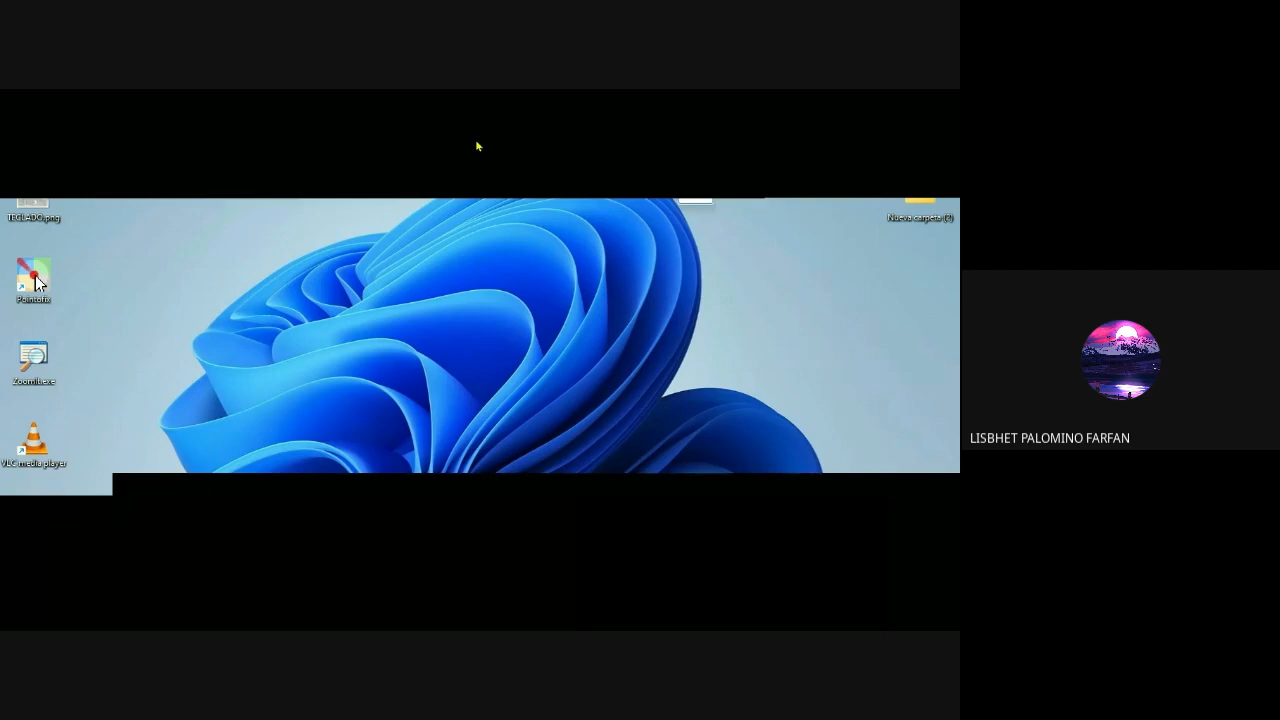 TECLADO.png
Nueva carpeta (2)
Pointofix
ZoomIt.exe
VLC media player
LISBHET PALOMINO FARFAN